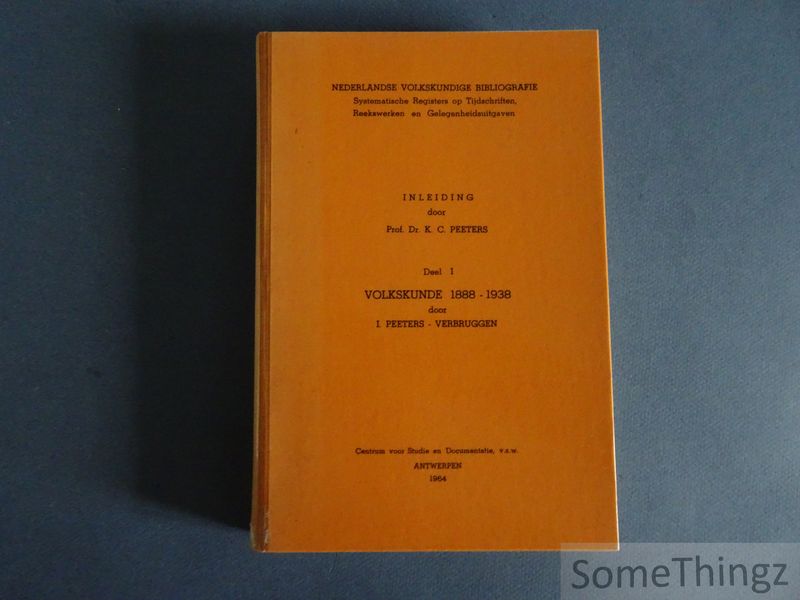 NEDERLANDSE VOLKSKUNDIGE BIBLIOGRAFIE
Systematische Registers op Tijdschriften,
Reekswerken en Gelegenheidsuitgaven
INLEIDING
door
Prof. Dr. K. C. PEETERS
Deel 1
VOLKSKUNDE 1888 - 1938
door
I. PEETERS - VERBRUGGEN
Centrum voor Studie en Documentatie, v.z.w.
ANTWERPEN
1964
SomeThingz